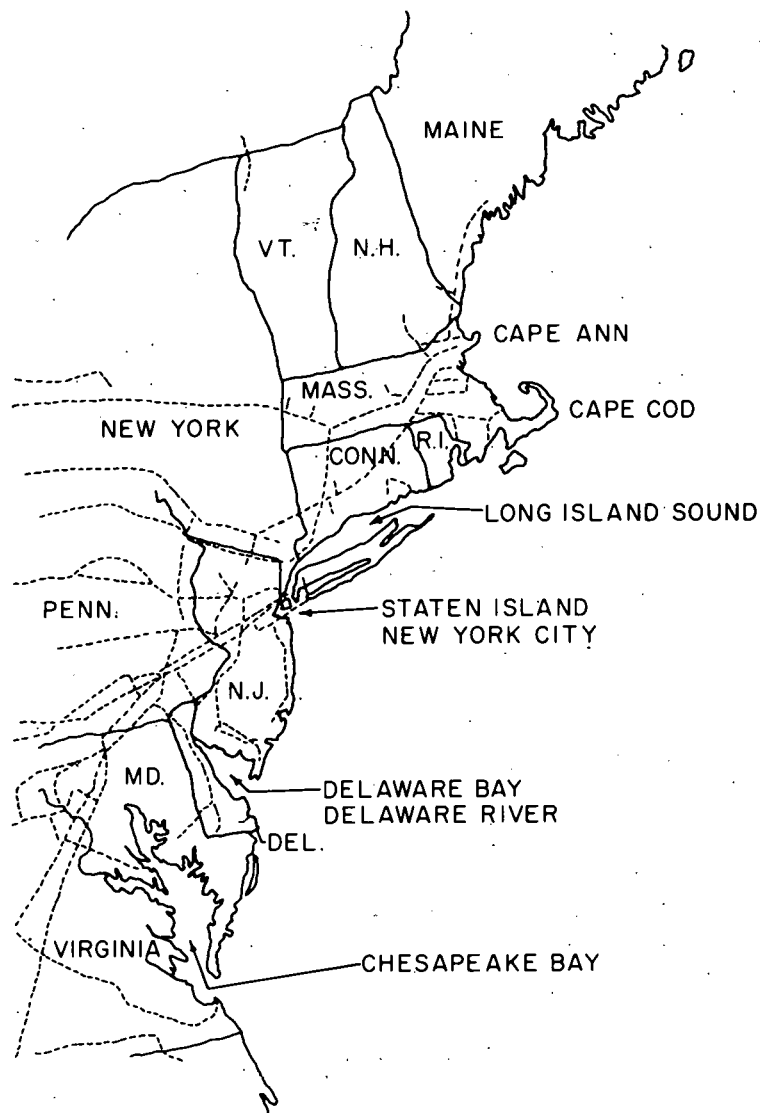 MAINE
VT.
N.H.
CAPE ANN
MASS.
CAPE COD
NEW YORK
R.I.
CONN.
LONG ISLAND SOUND
PENN.
STATEN ISLAND
NEW YORK CITY
N.J.
MD.
DELAWARE BAY
DELAWARE RIVER
DEL.
VIRGINIA
CHESAPEAKE BAY